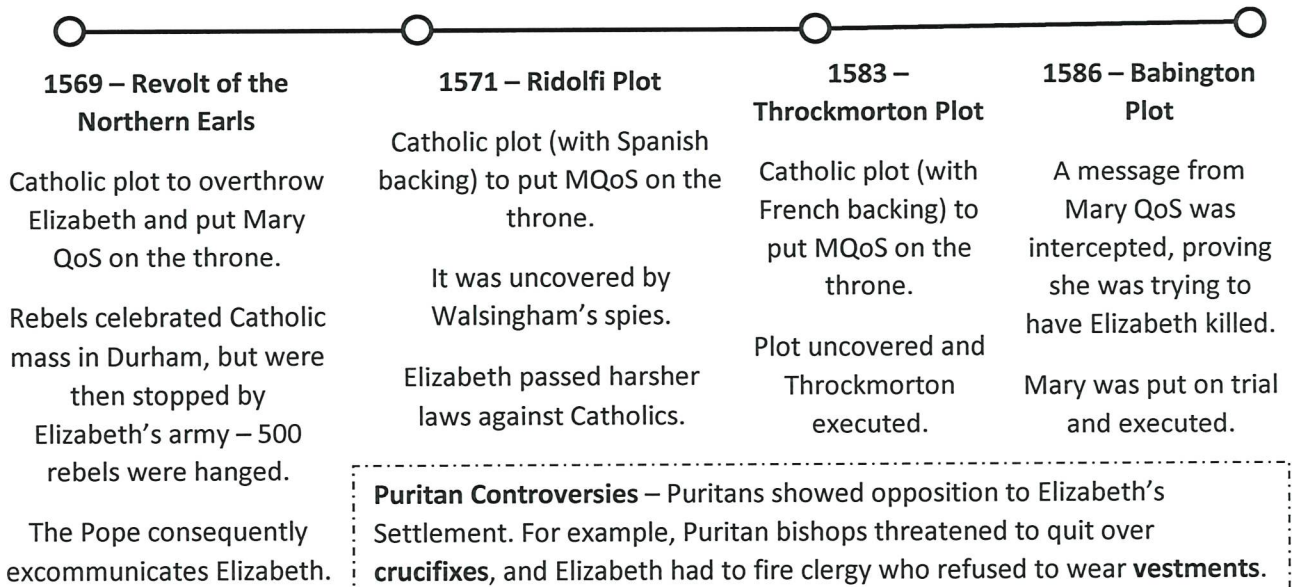 1569 – Revolt of the
Northern Earls
Catholic plot to overthrow
Elizabeth and put Mary
QoS on the throne.
Rebels celebrated Catholic
mass in Durham, but were
then stopped by
Elizabeth's army – 500
rebels were hanged.
The Pope consequently
excommunicates Elizabeth.
1571 – Ridolfi Plot
Catholic plot (with Spanish
backing) to put MQoS on the
throne.
It was uncovered by
Walsingham's spies.
Elizabeth passed harsher
laws against Catholics.
1583 –
Throckmorton Plot
Catholic plot (with
French backing) to
put MQoS on the
throne.
Plot uncovered and
Throckmorton
executed.
1586 – Babington
Plot
A message from
Mary QoS was
intercepted, proving
she was trying to
have Elizabeth killed.
Mary was put on trial
and executed.
Puritan Controversies – Puritans showed opposition to Elizabeth's
Settlement. For example, Puritan bishops threatened to quit over
crucifixes, and Elizabeth had to fire clergy who refused to wear vestments.